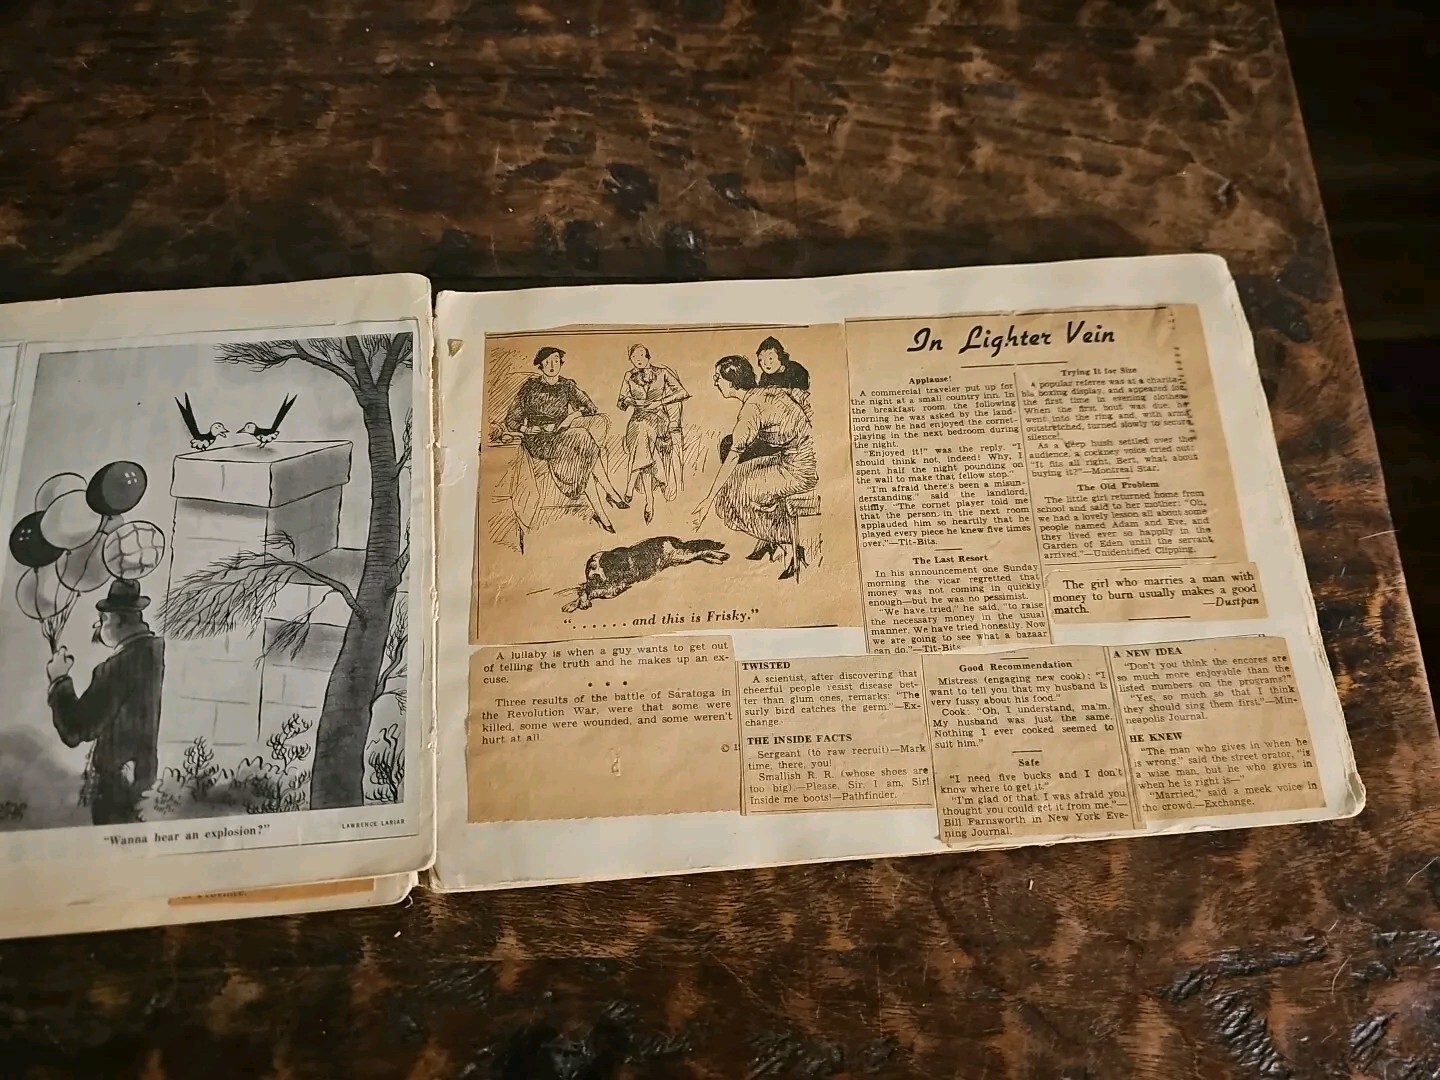 "Wanna hear an explosion?"
LAWRENCE LARIAR
"...... and this is Frisky."
A lullaby is when a guy wants to get out
of telling the truth and he makes up an ex-
cuse.
• • •
Three results of the battle of Saratoga in
the Revolution War, were that some were
killed, some were wounded, and some weren't
hurt at all.
©
In Lighter Vein
Applause!
A commercial traveler put up for
the night at a small country inn. In
the breakfast room the following
morning he was asked by the land-
lord how he had enjoyed the cornet-
playing in the next bedroom during
the night.
"Enjoyed it!" was the reply. "I
should think not, indeed! Why, I
spent half the night pounding on
the wall to make that fellow stop."
"I'm afraid there's been a misun-
derstanding," said the landlord,
stiffly. "The cornet player told me
that the person in the next room
applauded him so heartily that he
played every piece he knew five times
over."—Tit-Bits.
The Last Resort
In his announcement one Sunday
morning the vicar regretted that
money was not coming in quickly
enough—but he was no pessimist.
"We have tried," he said, "to raise
the necessary money in the usual
manner. We have tried honestly. Now
we are going to see what a bazaar
can do."—Tit-Bits.
Trying It for Size
A popular referee was at a charita-
ble boxing display, and appeared for
the first time in evening clothes.
When the first bout was due, he
went into the ring and, with arms
outstretched, turned slowly to secure
silence!
As a deep hush settled over the
audience, a cockney voice cried out:
"It fits all right, Bert, what about
buying it?"—Montreal Star.
The Old Problem
The little girl returned home from
school and said to her mother: "Oh,
we had a lovely lesson all about some
people named Adam and Eve, and
they lived ever so happily in the
Garden of Eden until the servant
arrived."—Unidentified Clipping.
The girl who marries a man with
money to burn usually makes a good
match.
—Dustpan
TWISTED
A scientist, after discovering that
cheerful people resist disease bet-
ter than glum ones, remarks: "The
surly bird catches the germ."—Ex-
change.
THE INSIDE FACTS
Sergeant (to raw recruit)—Mark
time, there, you!
Smallish R. R. (whose shoes are
too big)—Please, Sir, I am, Sir!
Inside me boots!—Pathfinder.
Good Recommendation
Mistress (engaging new cook): "I
want to tell you that my husband is
very fussy about his food."
Cook: "Oh, I understand, ma'm.
My husband was just the same.
Nothing I ever cooked seemed to
suit him."
Safe
"I need five bucks and I don't
know where to get it."
"I'm glad of that. I was afraid you
thought you could get it from me."—
Bill Farnsworth in New York Eve-
ning Journal.
A NEW IDEA
"Don't you think the encores are
so much more enjoyable than the
listed numbers on the programs?"
"Yes, so much so that I think
they should sing them first."—Min-
neapolis Journal.
HE KNEW
"The man who gives in when he
is wrong," said the street orator, "is
a wise man, but he who gives in
when he is right is—"
"Married," said a meek voice in
the crowd.—Exchange.